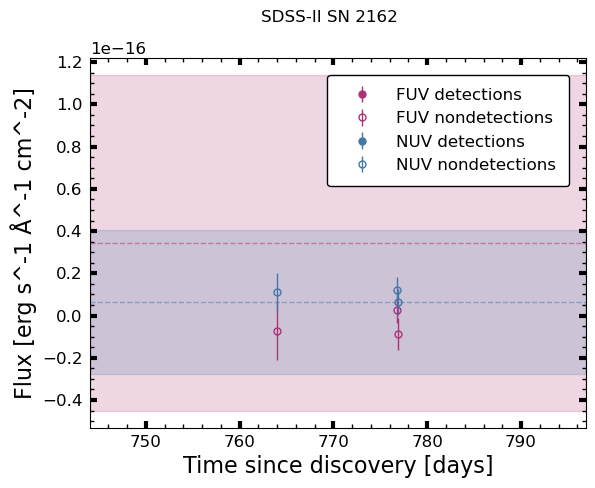 SDSS-II SN 2162
1e−16
1.2
1.0
0.8
0.6
0.4
0.2
0.0
−0.2
−0.4
Flux [erg s^-1 Å^-1 cm^-2]
FUV detections
FUV nondetections
NUV detections
NUV nondetections
750
760
770
780
790
Time since discovery [days]